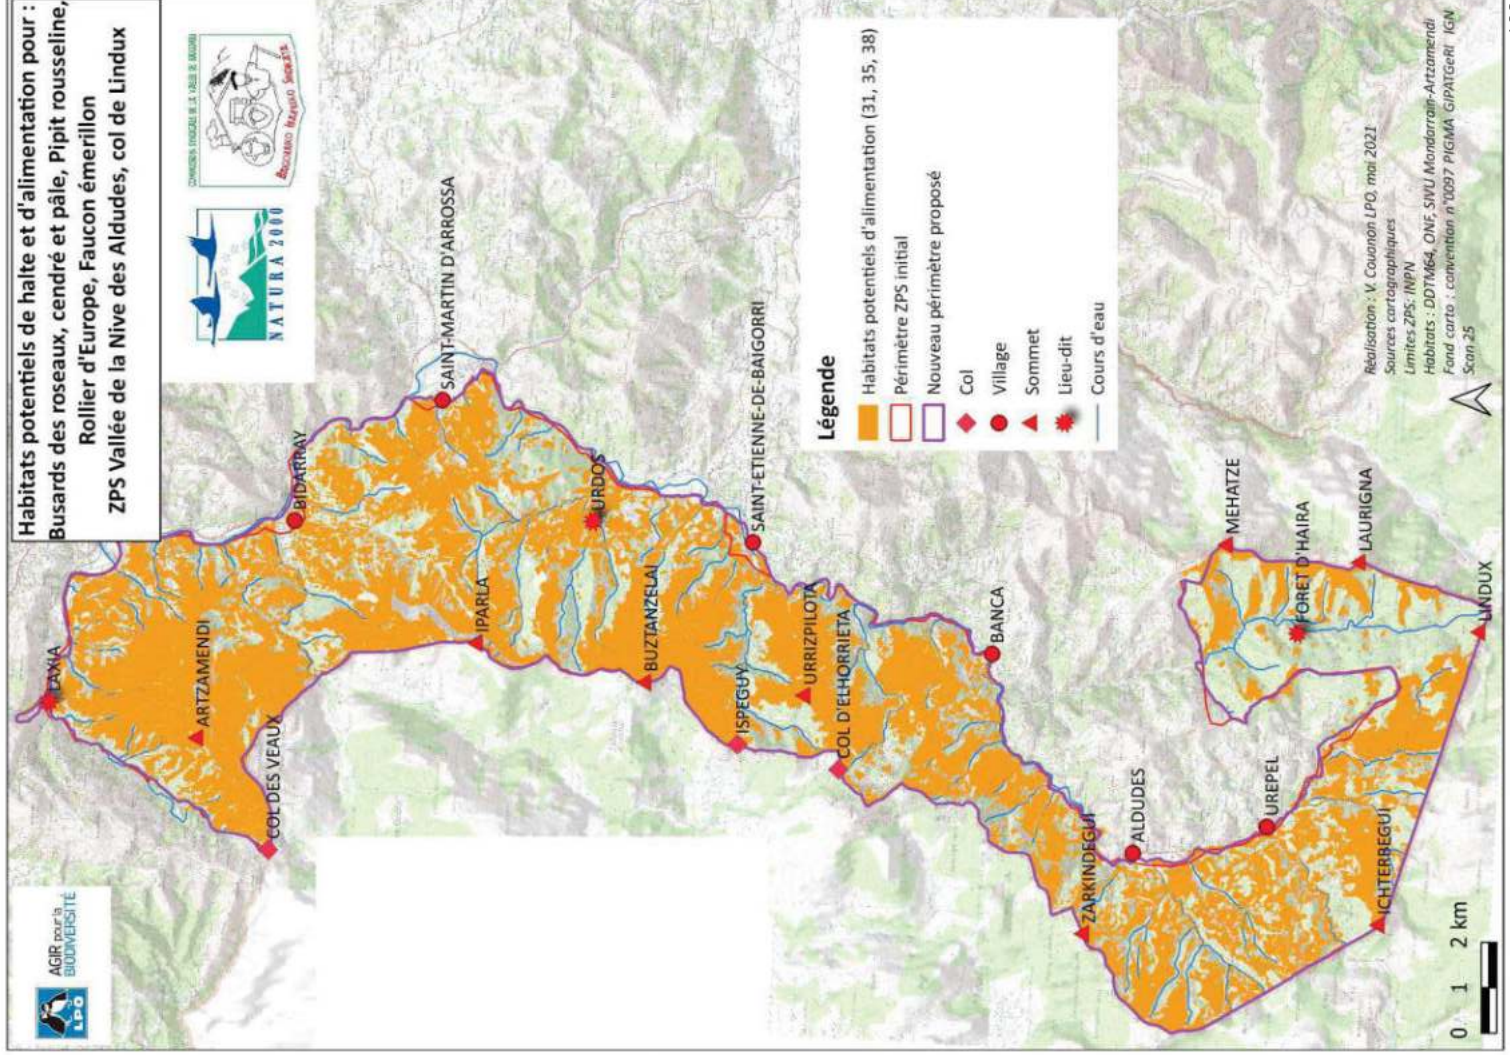 Habitats potentiels de halte et d'alimentation pour :
Busards des roseaux, cendré et pâle, Pipit rousseline,
Rollier d'Europe, Faucon émerillon
ZPS Vallée de la Nive des Aldudes, col de Lindux
AGIR pour la
BIODIVERSITÉ
LPO
NATURA 2000
LAXIA
ARTZAMENDI
COL DES VEAUX
BIDARRAY
SAINT-MARTIN D'ARROSSA
IPARLA
URDOS
BUZTANZELAI
SAINT-ETIENNE-DE-BAIGORRI
ISPEGUY
URRIZPILOTA
COL D'ELHORRIETA
BANCA
ZARKINDEGUI
ALDUDES
UREPEL
ICHTERBEGUI
MEHATZE
FORET D'HAIRA
LAURIGNA
LINDUX
Légende
Habitats potentiels d'alimentation (31, 35, 38)
Périmètre ZPS initial
Nouveau périmètre proposé
Col
Village
Sommet
Lieu-dit
Cours d'eau
Réalisation : V. Couanon LPO, mai 2021
Sources cartographiques
Limites ZPS: INPN
Habitats : DDTM64, ONF, SIVU Mondarrain-Artzamendi
Fond carto : convention n°0097 PIGMA GIPATGeRI IGN
Scan 25
0 1 2 km